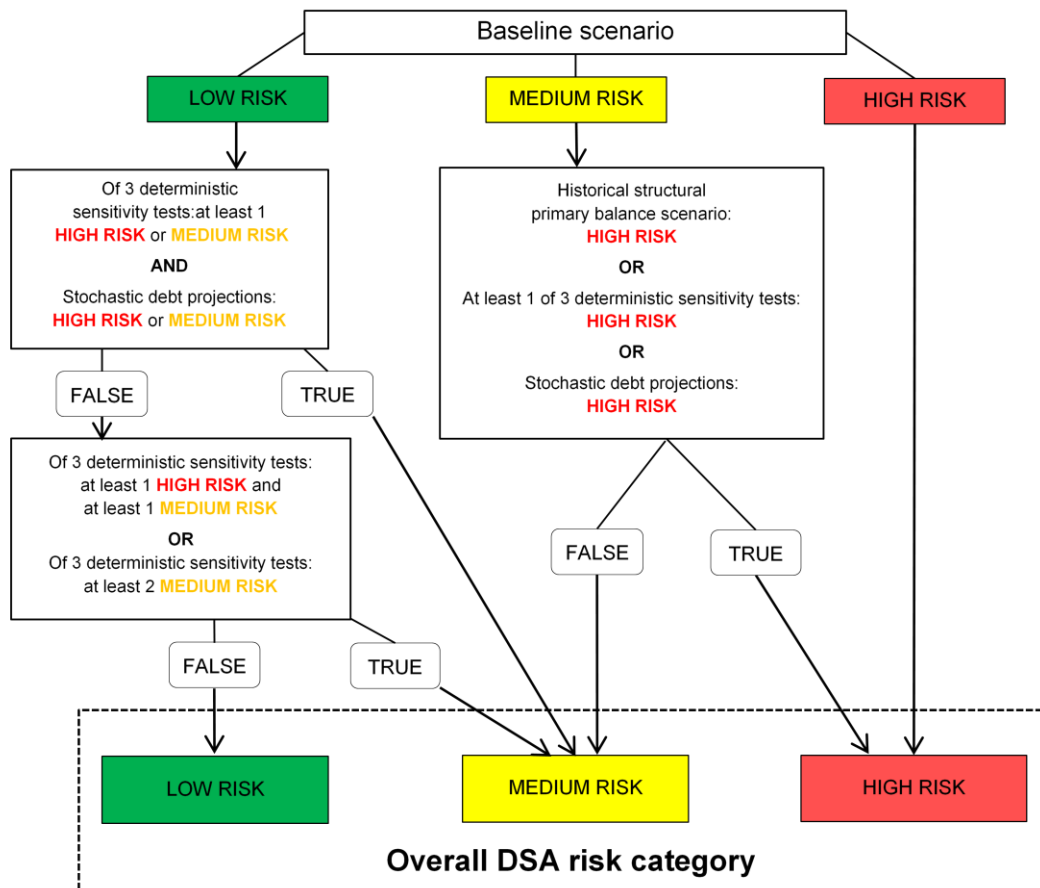 Baseline scenario
LOW RISK
MEDIUM RISK
HIGH RISK
Of 3 deterministic
sensitivity tests:at least 1
HIGH RISK or MEDIUM RISK
AND
Stochastic debt projections:
HIGH RISK or MEDIUM RISK
Historical structural
primary balance scenario:
HIGH RISK
OR
At least 1 of 3 deterministic sensitivity tests:
HIGH RISK
OR
Stochastic debt projections:
HIGH RISK
FALSE
TRUE
Of 3 deterministic sensitivity tests:
at least 1 HIGH RISK and
at least 1 MEDIUM RISK
OR
Of 3 deterministic sensitivity tests:
at least 2 MEDIUM RISK
FALSE
TRUE
FALSE
TRUE
LOW RISK
MEDIUM RISK
HIGH RISK
Overall DSA risk category